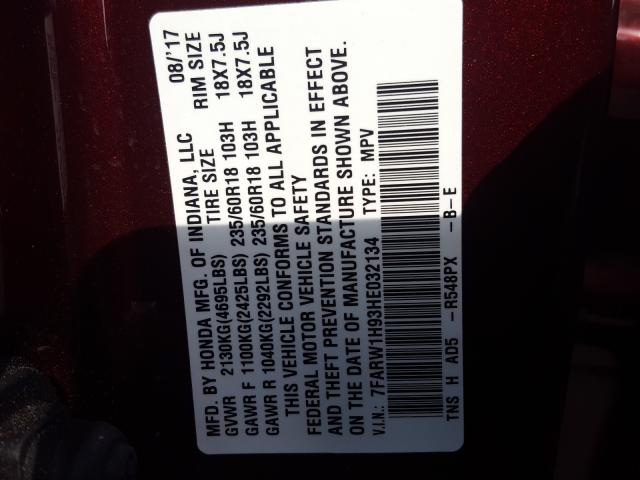 MFD. BY HONDA MFG. OF INDIANA, LLC 08/'17
GVWR 2130KG(4695LBS) TIRE SIZE RIM SIZE
GAWR F 1100KG(2425LBS) 235/60R18 103H 18X7.5J
GAWR R 1040KG(2292LBS) 235/60R18 103H 18X7.5J
THIS VEHICLE CONFORMS TO ALL APPLICABLE
FEDERAL MOTOR VEHICLE SAFETY
AND THEFT PREVENTION STANDARDS IN EFFECT
ON THE DATE OF MANUFACTURE SHOWN ABOVE.
V.I.N.: 7FARW1H93HE032134 TYPE: MPV
TNS H AD5 -R548PX -B-E